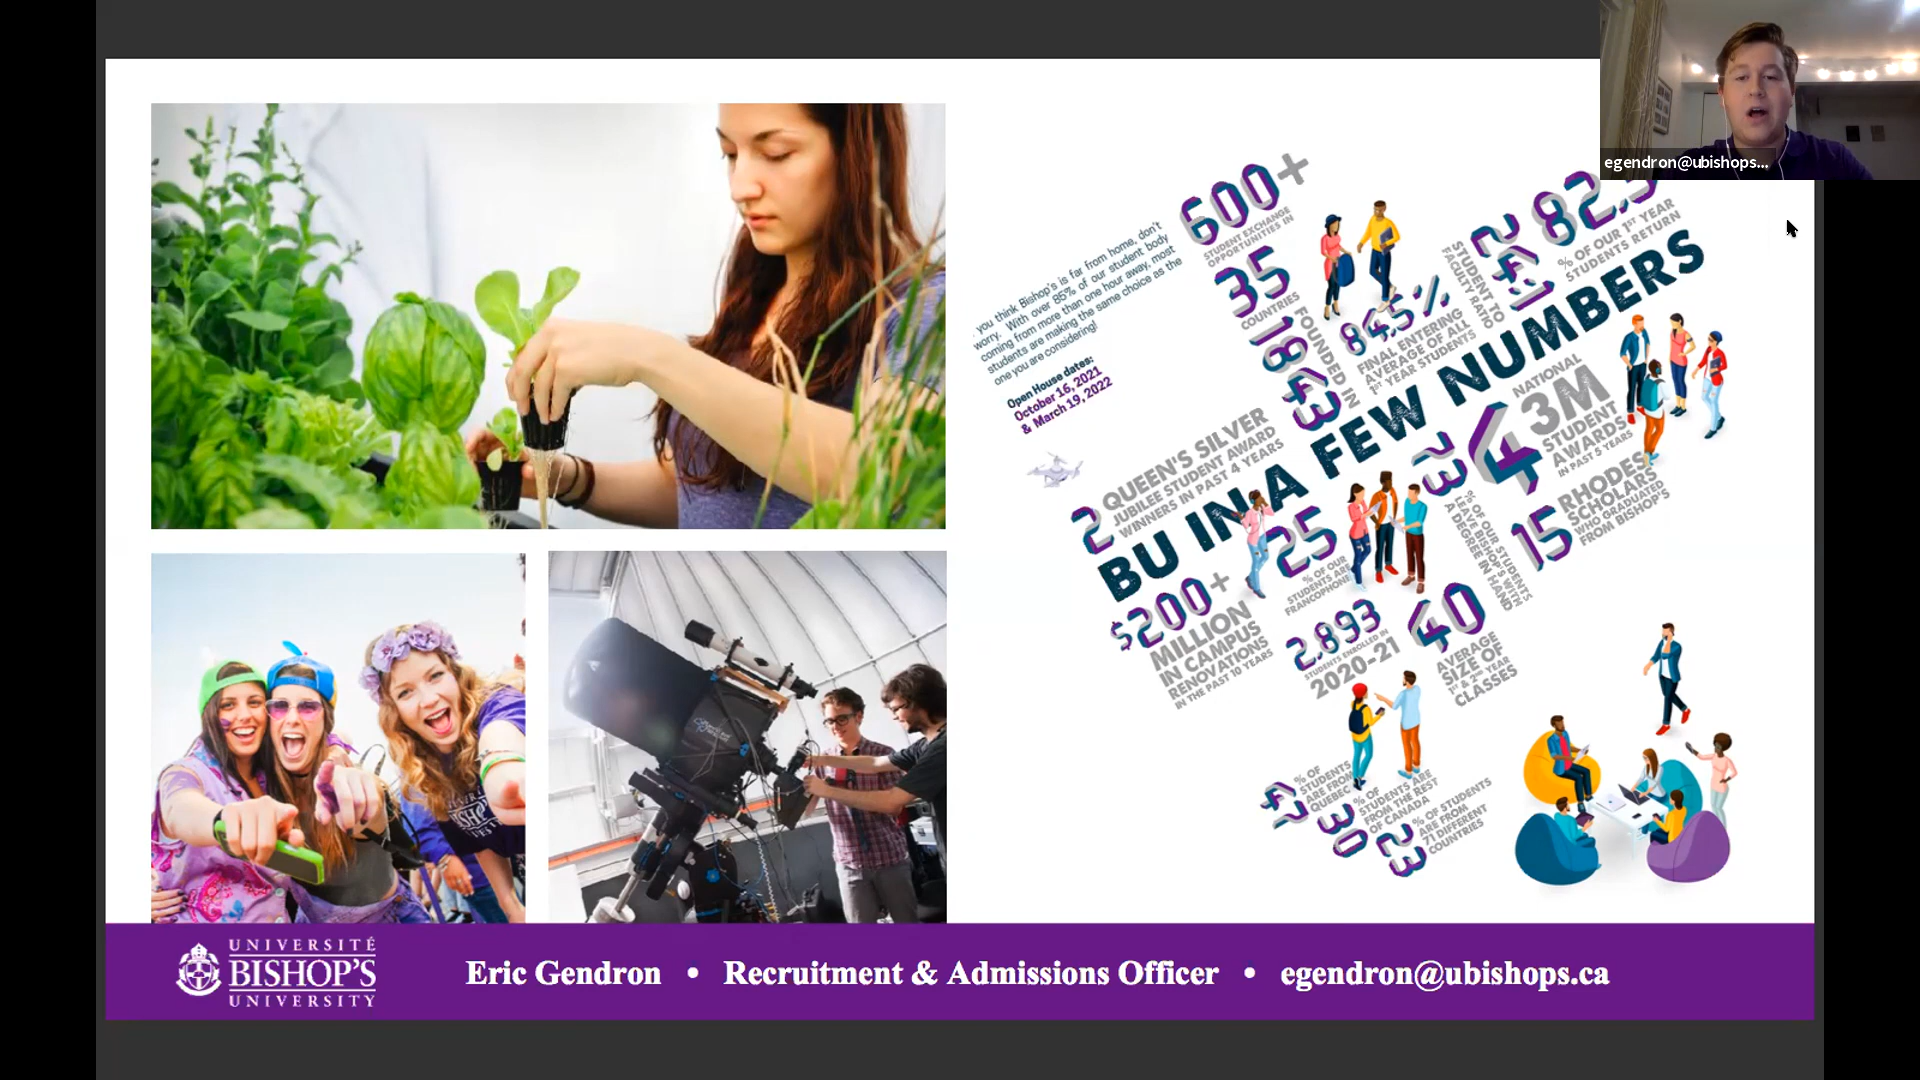 egendron@ubishops...
you think Bishop's is far from home, don't
worry. With over 85% of our student body
coming from more than one hour away, most
students are making the same choice as the
one you are considering!
Open House dates:
October 16, 2021
& March 19, 2022
600+
STUDENT EXCHANGE
OPPORTUNITIES IN
35
COUNTRIES
FOUNDED IN
1843
84.5%
FINAL ENTERING
AVERAGE OF ALL
1ST YEAR STUDENTS
STUDENT TO
FACULTY RATIO
82.5
% OF OUR 1ST YEAR
STUDENTS RETURN
BU IN A FEW NUMBERS
2 QUEEN'S SILVER
JUBILEE STUDENT AWARD
WINNERS IN PAST 4 YEARS
4 NATIONAL
3M
STUDENT
AWARDS
IN PAST 5 YEARS
15 RHODES
SCHOLARS
WHO GRADUATED
FROM BISHOP'S
% OF OUR STUDENTS
LEAVE BISHOP'S WITH
A DEGREE IN HAND
25
% OF OUR
STUDENTS ARE
FRANCOPHONE
$200+
MILLION
IN CAMPUS
RENOVATIONS
IN THE PAST 10 YEARS
2,893
STUDENTS ENROLLED IN
2020-21
40
AVERAGE
SIZE OF
1ST & 2ND YEAR
CLASSES
% OF
STUDENTS
ARE FROM
QUEBEC
30
% OF
STUDENTS ARE
FROM THE REST
OF CANADA
23
% OF STUDENTS
ARE FROM
71 DIFFERENT
COUNTRIES
UNIVERSITÉ
BISHOP'S
UNIVERSITY
Eric Gendron • Recruitment & Admissions Officer • egendron@ubishops.ca